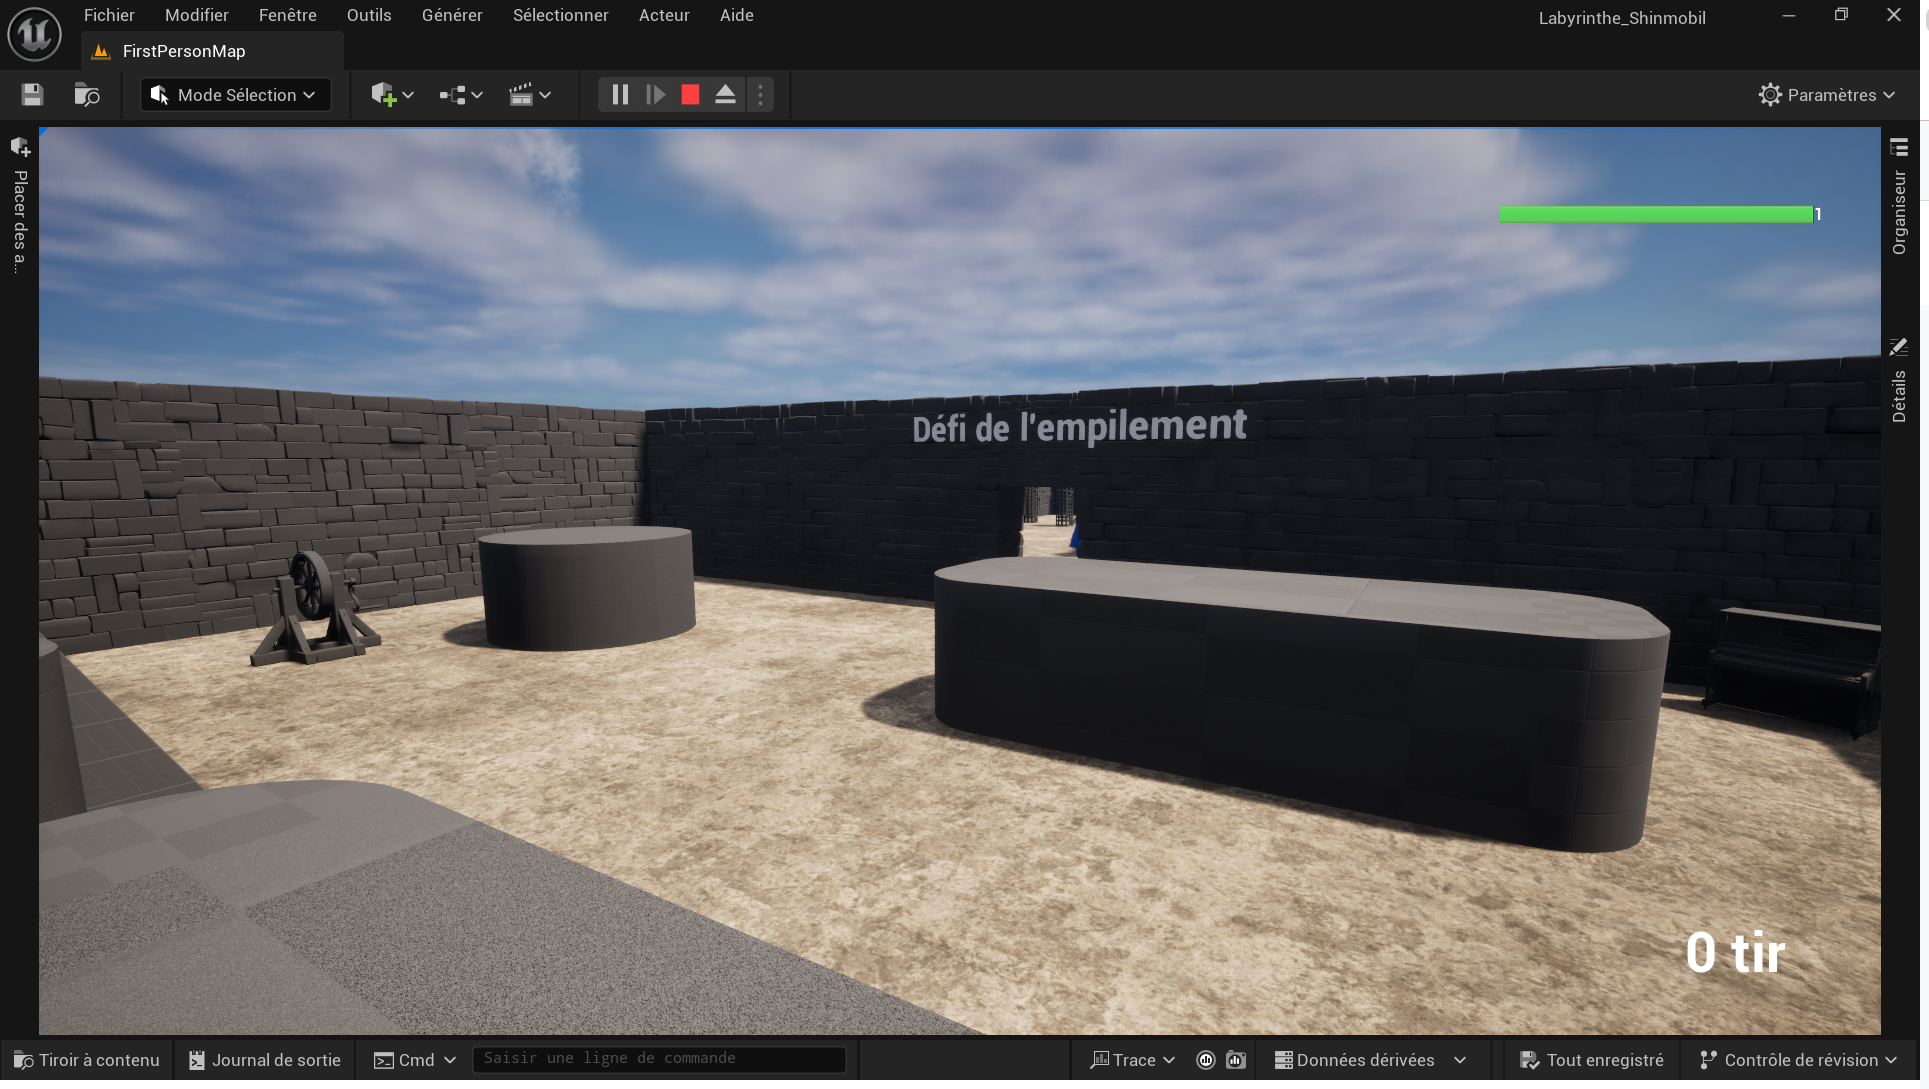 Fichier Modifier Fenêtre Outils Générer Sélectionner Acteur Aide
Labyrinthe_Shinmobil
FirstPersonMap
Mode Sélection
Paramètres
Placer des a...
Organiseur
Détails
1
Défi de l'empilement
0 tir
Tiroir à contenu
Journal de sortie
Cmd
Saisir une ligne de commande
Trace
Données dérivées
Tout enregistré
Contrôle de révision